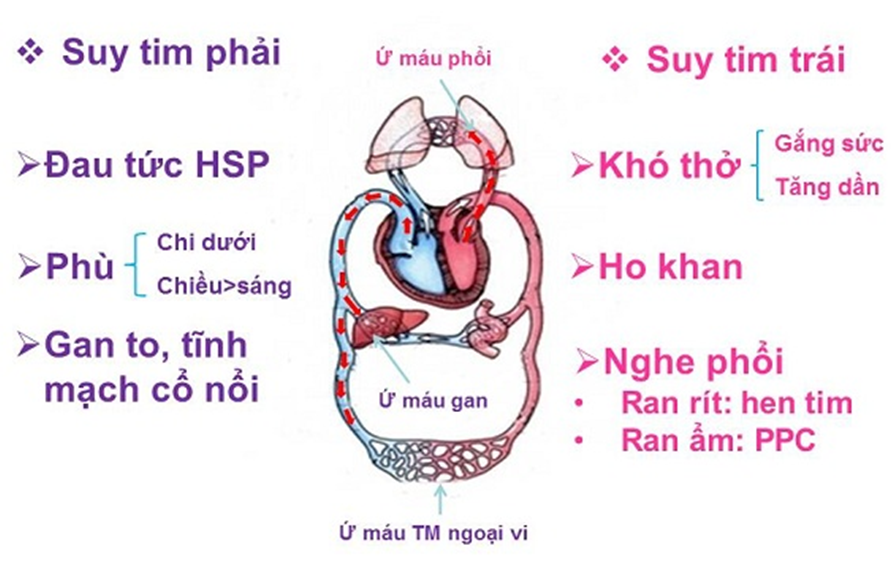 ❖ Suy tim phải
➢Đau tức HSP
➢Phù
Chi dưới
Chiều>sáng
➢Gan to, tĩnh
mạch cổ nổi
Ứ máu phổi
Ứ máu gan
Ứ máu TM ngoại vi
❖ Suy tim trái
➢Khó thở
Gắng sức
Tăng dần
➢Ho khan
➢Nghe phổi
• Ran rít: hen tim
• Ran ẩm: PPC